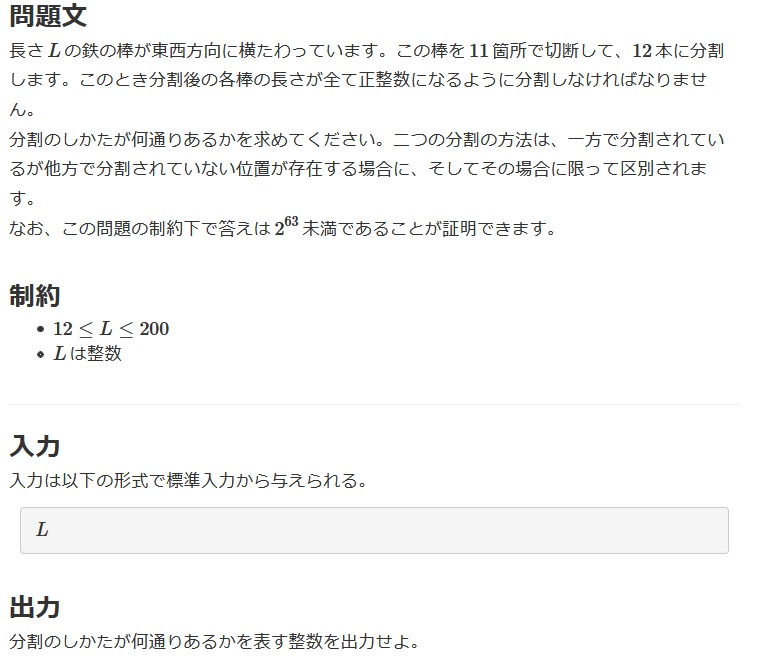 問題文
長さ L の鉄の棒が東西方向に横たわっています。この棒を 11 箇所で切断して、12 本に分割
します。このとき分割後の各棒の長さが全て正整数になるように分割しなければなりませ
ん。
分割のしかたが何通りあるかを求めてください。二つの分割の方法は、一方で分割されてい
るが他方で分割されていない位置が存在する場合に、そしてその場合に限って区別されま
す。
なお、この問題の制約下で答えは 2^63 未満であることが証明できます。
制約
• 12 ≤ L ≤ 200
• L は整数
入力
入力は以下の形式で標準入力から与えられる。
L
出力
分割のしかたが何通りあるかを表す整数を出力せよ。